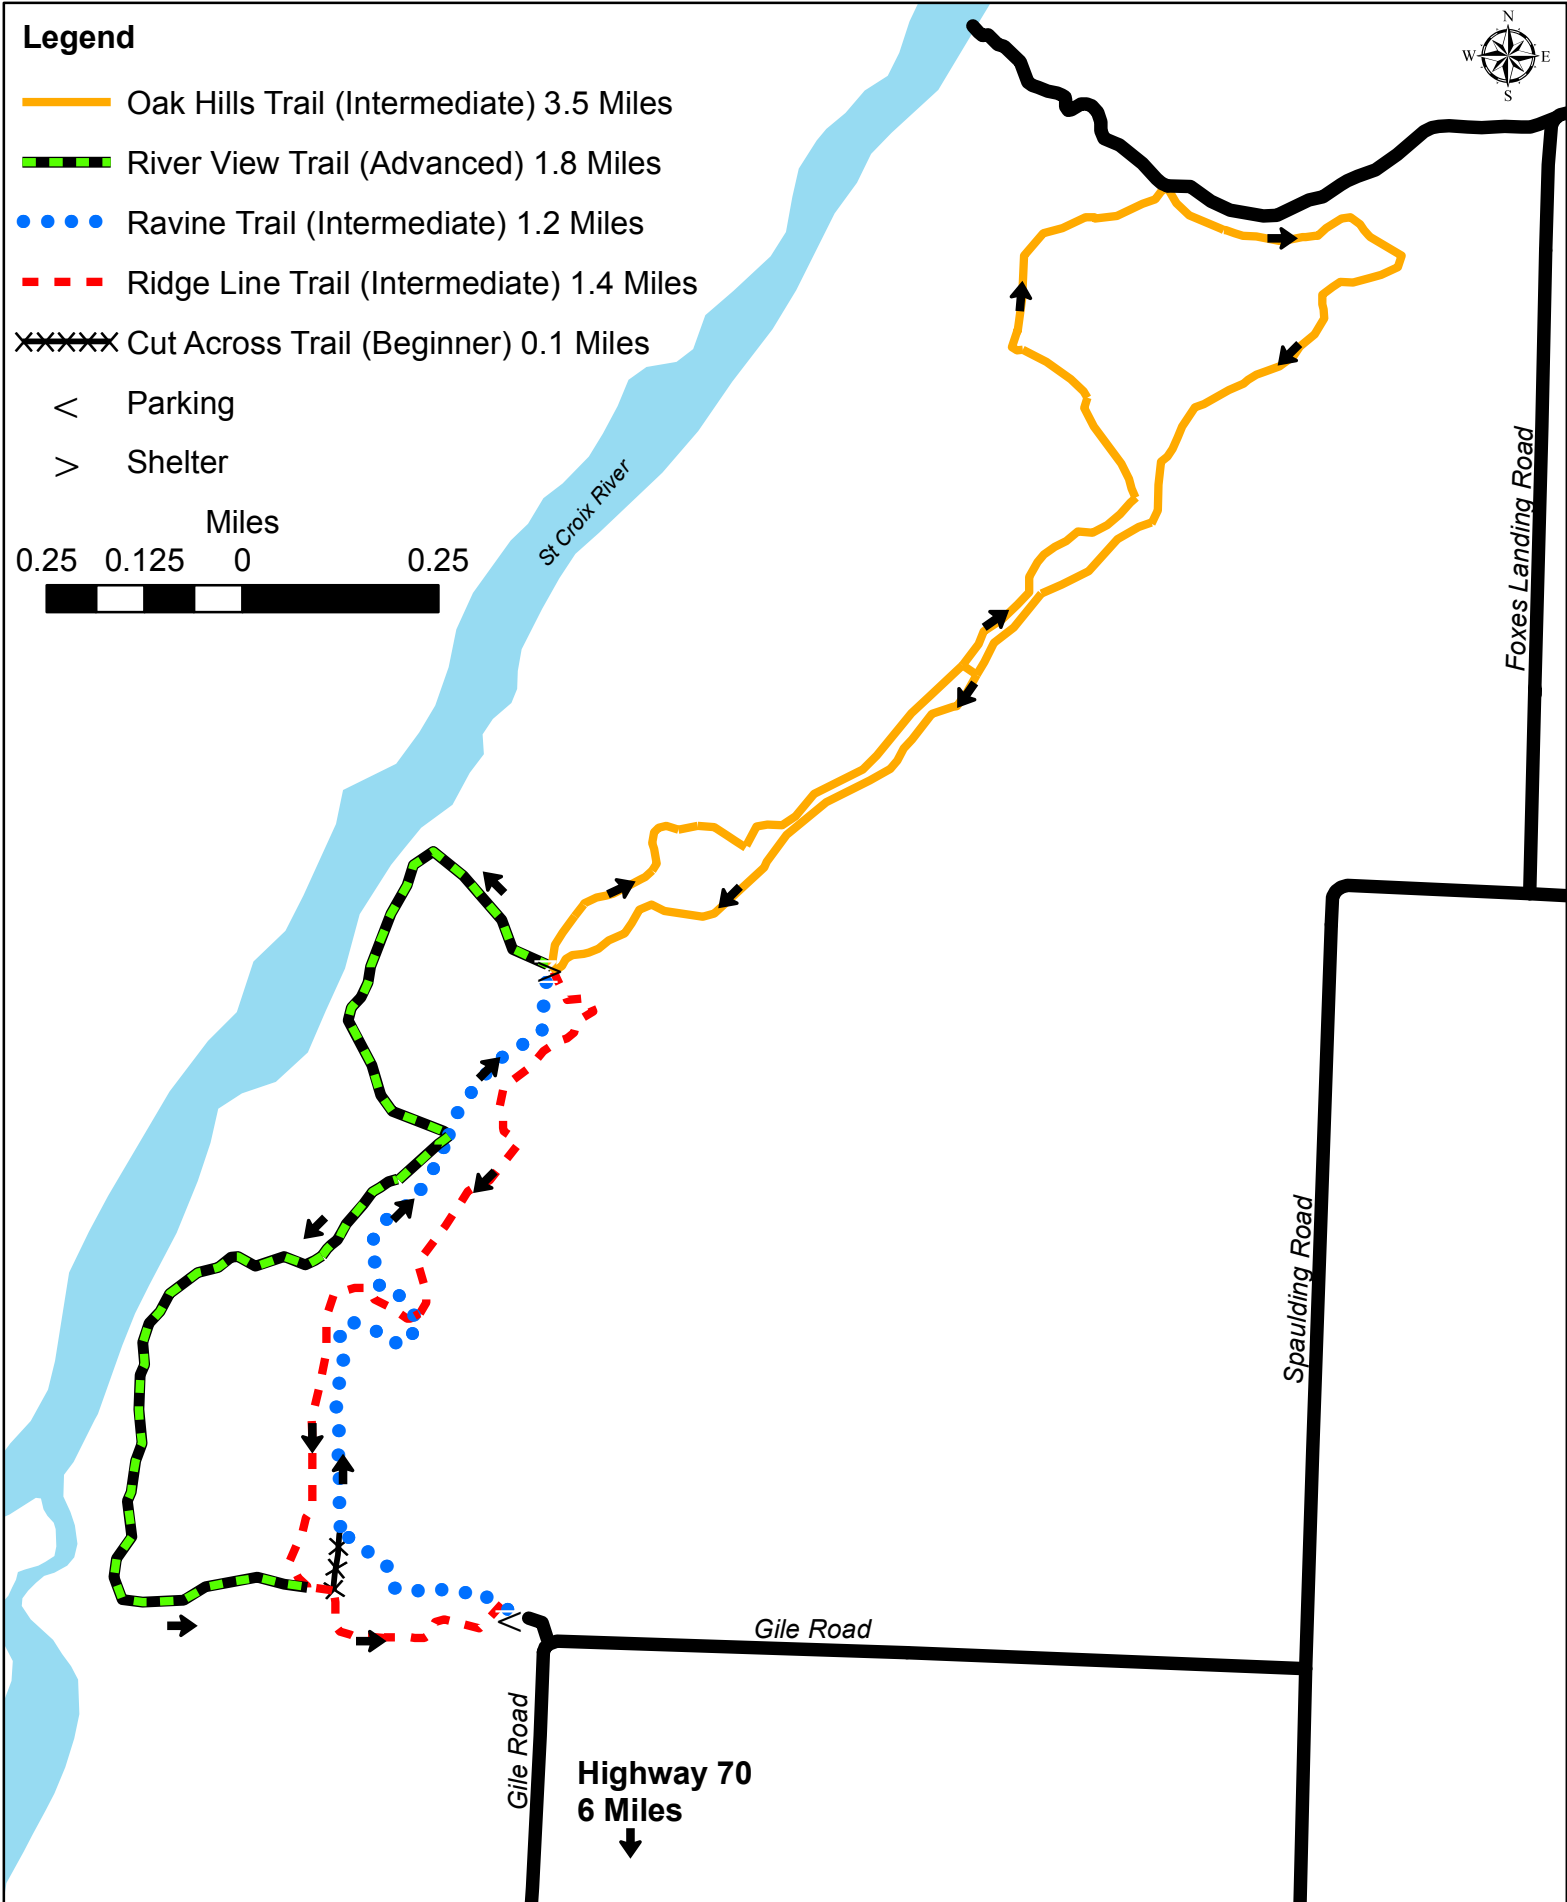 Legend
Oak Hills Trail (Intermediate) 3.5 Miles
River View Trail (Advanced) 1.8 Miles
Ravine Trail (Intermediate) 1.2 Miles
Ridge Line Trail (Intermediate) 1.4 Miles
Cut Across Trail (Beginner) 0.1 Miles
< Parking
> Shelter
Miles
0.25 0.125 0 0.25
N
W E
S
St Croix River
Foxes Landing Road
Spaulding Road
Gile Road
Gile Road
Highway 70
6 Miles